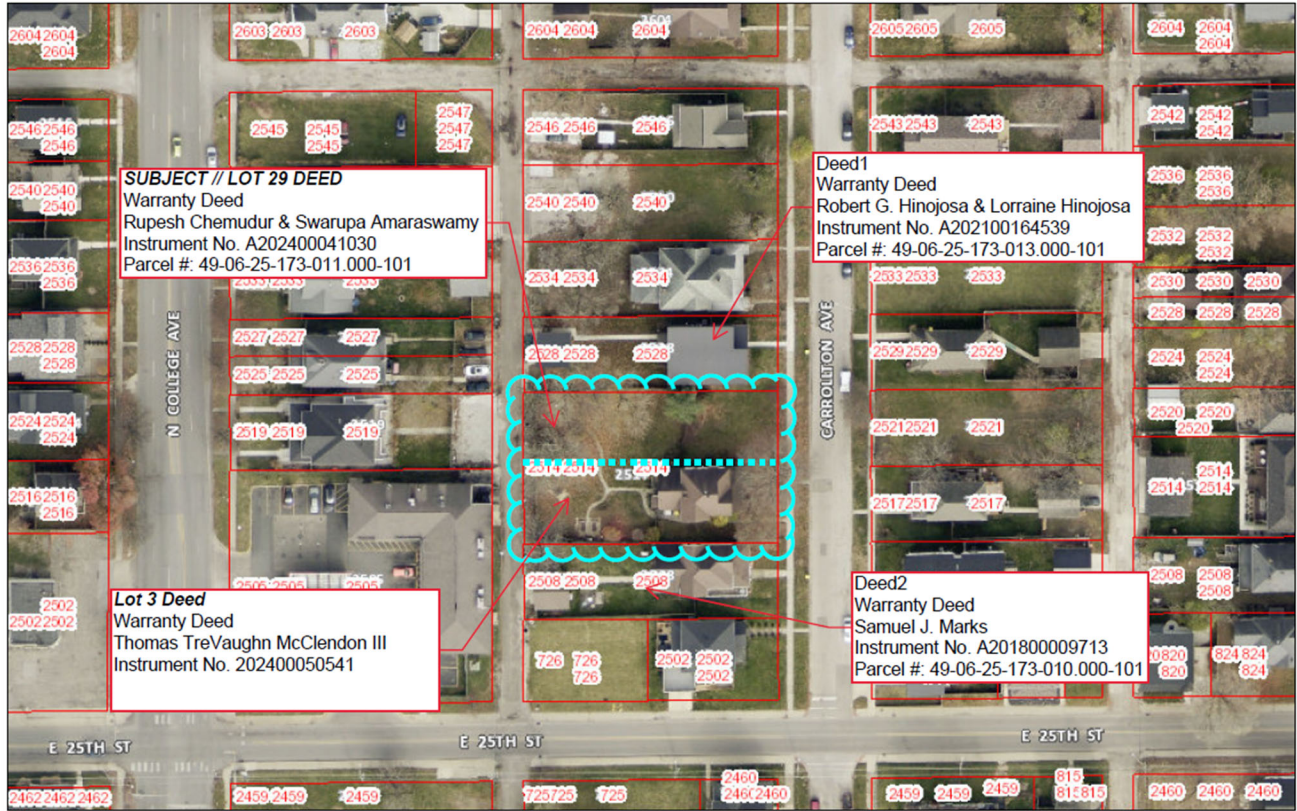 2604 2604
2604
2603 2603 2603
2604 2604 2604
2605 2605 2605
2604 2604
2604
2546 2546
2546
2545 2545
2545
2547
2547
2547
2546 2546 2546
2543 2543 2543
2542 2542
2542
SUBJECT // LOT 29 DEED
Warranty Deed
Rupesh Chemudur & Swarupa Amaraswamy
Instrument No. A202400041030
Parcel #: 49-06-25-173-011.000-101
Deed1
Warranty Deed
Robert G. Hinojosa & Lorraine Hinojosa
Instrument No. A202100164539
Parcel #: 49-06-25-173-013.000-101
2540 2540
2540
2540 2540 2540
2536 2536
2536
2532 2532
2532
2536 2536
2536
2533 2533 2533
2534 2534 2534
2533 2533 2533
2530 2530 2530
2528 2528 2528
2528 2528
2528
2527 2527 2527
2525 2525 2525
2528 2528 2528
2529 2529 2529
2524 2524
2524
N COLLEGE AVE
CARROLLTON AVE
2524 2524
2524
2519 2519 2519
2521 2521 2521
2520 2520
2520
2514 2514 2514
2516 2516
2516
2517 2517 2517
2514 2514
2514
2502
2502 2502
2505 2505 2505
2508 2508 2508
2508 2508
2508
Lot 3 Deed
Warranty Deed
Thomas TreVaughn McClendon III
Instrument No. 202400050541
Deed2
Warranty Deed
Samuel J. Marks
Instrument No. A201800009713
Parcel #: 49-06-25-173-010.000-101
726 726
726
2502 2502
2502
820
820
824 824
824
E 25TH ST
E 25TH ST
E 25TH ST
2462 2462 2462
2459 2459 2459
725 725 725
2460
2460 2460
2459 2459 2459
815
815 815
2460 2460 2460